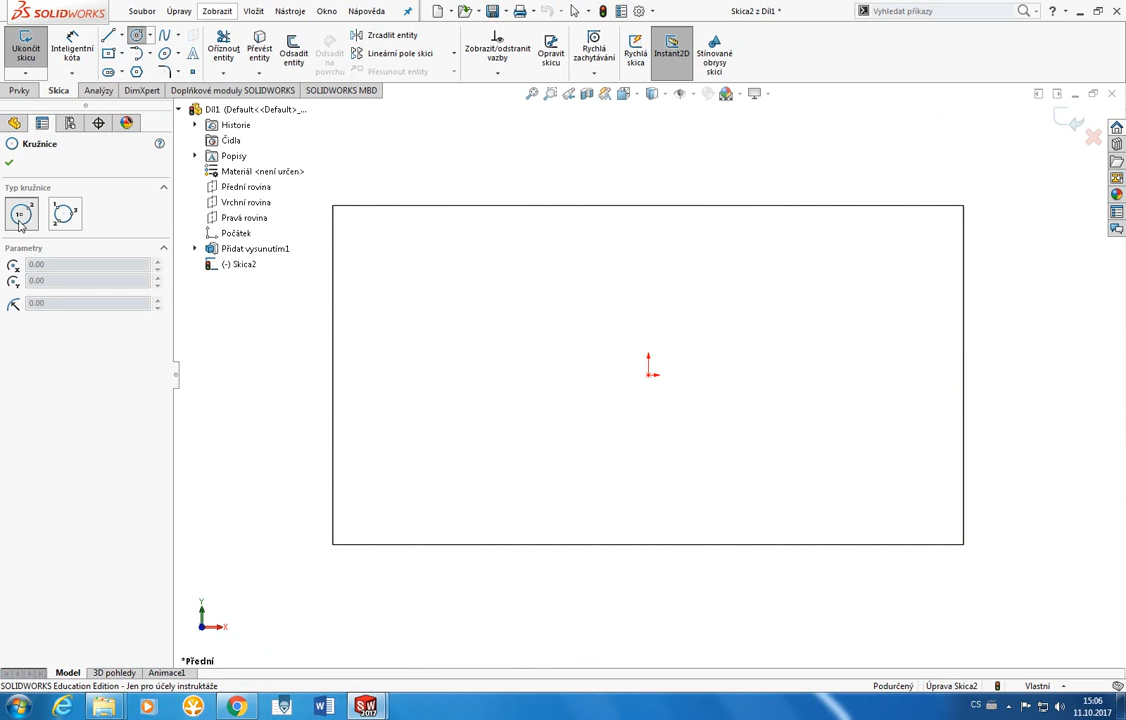 SOLIDWORKS Soubor Úpravy Zobrazit Vložit Nástroje Okno Nápověda Skica2 z Díl1 * Vyhledat příkazy
Ukončit skicu
Inteligentní kóta
Oříznout entity
Převést entity
Odsadit entity
Odsadit na povrchu
Zrcadlit entity
Lineární pole skici
Přesunout entity
Zobrazit/odstranit vazby
Opravit skicu
Rychlá zachytávání
Rychlá skica
Instant2D
Stínované obrysy skici
Prvky Skica Analýzy DimXpert Doplňkové moduly SOLIDWORKS SOLIDWORKS MBD
Kružnice
Typ kružnice
Parametry
0.00
0.00
0.00
Díl1 (Default<<Default>_...
Historie
Čidla
Popisy
Materiál <není určen>
Přední rovina
Vrchní rovina
Pravá rovina
Počátek
Přidat vysunutím1
(-) Skica2
Y
X
*Přední
Model 3D pohledy Animace1
SOLIDWORKS Education Edition - Jen pro účely instruktáže Podurčený Úprava Skica2 Vlastní
CS 15:06
11.10.2017